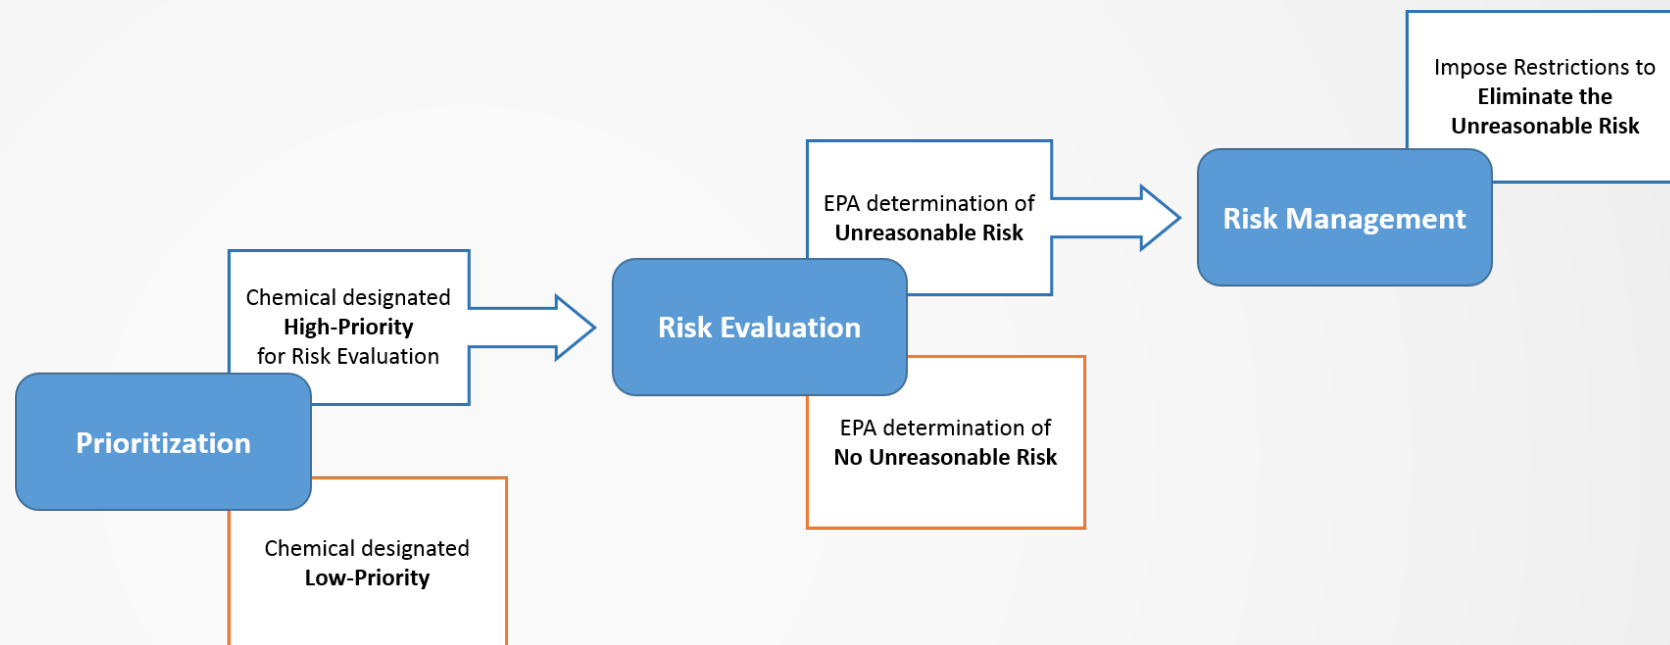 Prioritization
Chemical designated
High-Priority
for Risk Evaluation
Chemical designated
Low-Priority
Risk Evaluation
EPA determination of
Unreasonable Risk
EPA determination of
No Unreasonable Risk
Risk Management
Impose Restrictions to
Eliminate the
Unreasonable Risk